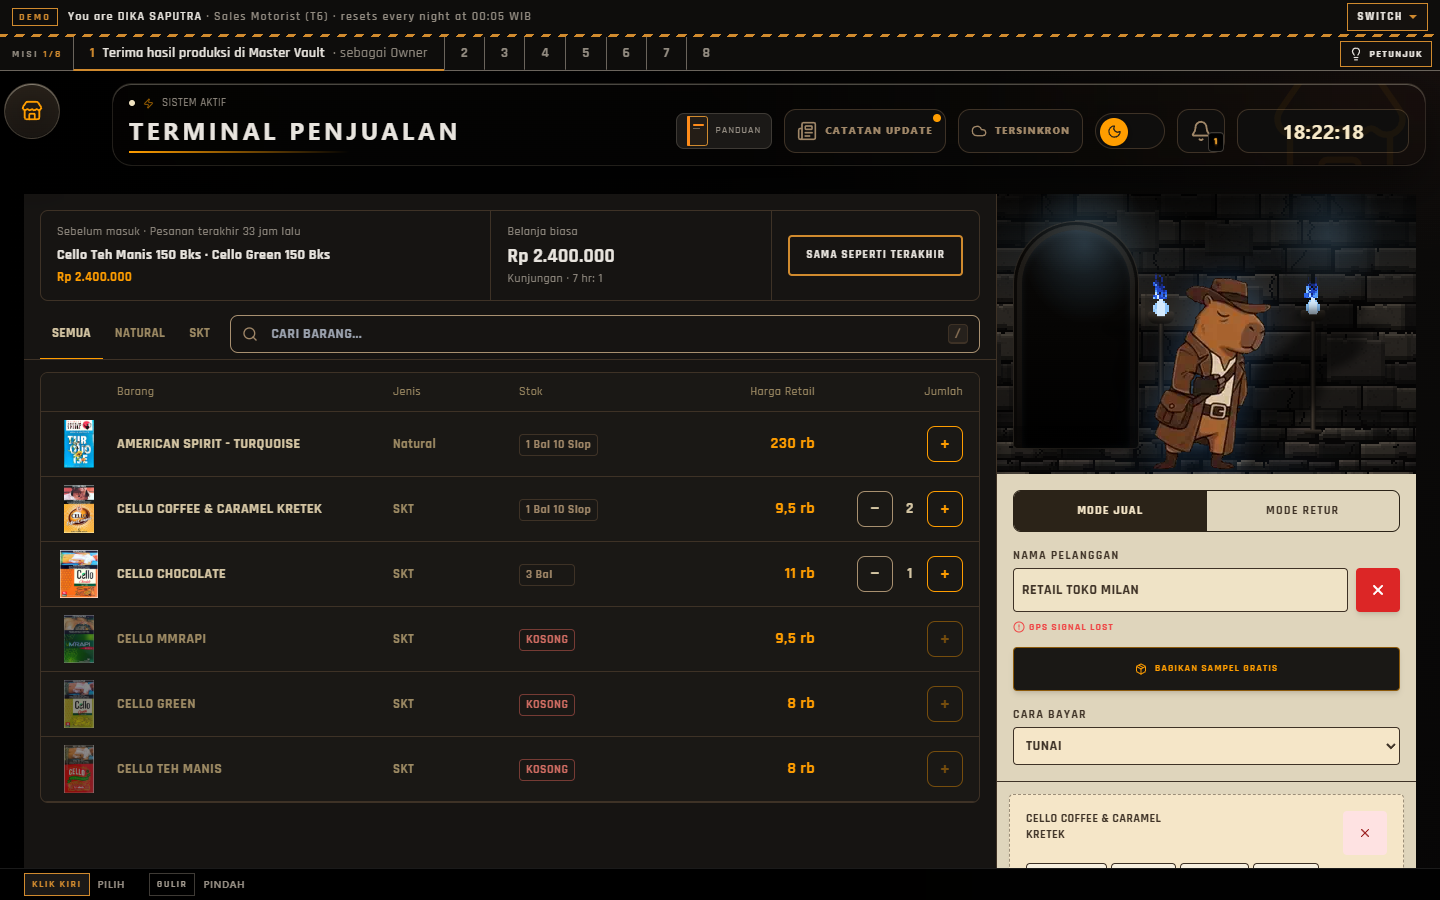 DEMO You are DIKA SAPUTRA · Sales Motorist (T6) · resets every night at 00:05 WIB SWITCH
MISI 1/8 1 Terima hasil produksi di Master Vault · sebagai Owner 2 3 4 5 6 7 8 PETUNJUK
SISTEM AKTIF
TERMINAL PENJUALAN
PANDUAN CATATAN UPDATE TERSINKRON 1 18:22:18
Sebelum masuk · Pesanan terakhir 33 jam lalu
Cello Teh Manis 150 Bks · Cello Green 150 Bks
Rp 2.400.000
Belanja biasa
Rp 2.400.000
Kunjungan · 7 hr: 1
SAMA SEPERTI TERAKHIR
SEMUA NATURAL SKT CARI BARANG... /
Barang Jenis Stok Harga Retail Jumlah
AMERICAN SPIRIT - TURQUOISE Natural 1 Bal 10 Slop 230 rb +
CELLO COFFEE & CARAMEL KRETEK SKT 1 Bal 10 Slop 9,5 rb − 2 +
CELLO CHOCOLATE SKT 3 Bal 11 rb − 1 +
CELLO MMRAPI SKT KOSONG 9,5 rb +
CELLO GREEN SKT KOSONG 8 rb +
CELLO TEH MANIS SKT KOSONG 8 rb +
MODE JUAL MODE RETUR
NAMA PELANGGAN
RETAIL TOKO MILAN
GPS SIGNAL LOST
BAGIKAN SAMPEL GRATIS
CARA BAYAR
TUNAI
CELLO COFFEE & CARAMEL
KRETEK
KLIK KIRI PILIH GULIR PINDAH